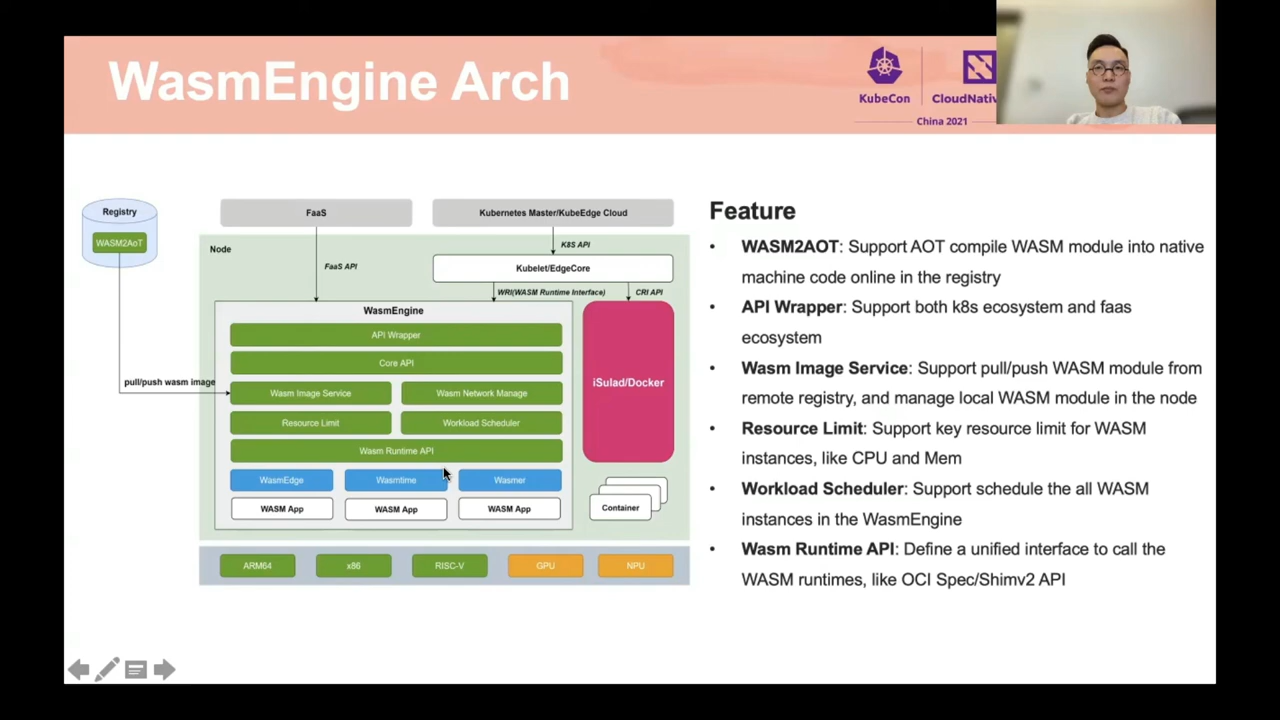 WasmEngine Arch
KubeCon
CloudNativ
China 2021
Registry
WASM2AoT
FaaS
Kubernetes Master/KubeEdge Cloud
Node
K8S API
FaaS API
Kubelet/EdgeCore
WRI(WASM Runtime Interface)
CRI API
WasmEngine
API Wrapper
Core API
pull/push wasm image
Wasm Image Service
Wasm Network Manage
Resource Limit
Workload Scheduler
Wasm Runtime API
WasmEdge
Wasmtime
Wasmer
WASM App
WASM App
WASM App
iSulad/Docker
Container
ARM64
x86
RISC-V
GPU
NPU
Feature
• WASM2AOT: Support AOT compile WASM module into native
machine code online in the registry
• API Wrapper: Support both k8s ecosystem and faas
ecosystem
• Wasm Image Service: Support pull/push WASM module from
remote registry, and manage local WASM module in the node
• Resource Limit: Support key resource limit for WASM
instances, like CPU and Mem
• Workload Scheduler: Support schedule the all WASM
instances in the WasmEngine
• Wasm Runtime API: Define a unified interface to call the
WASM runtimes, like OCI Spec/Shimv2 API